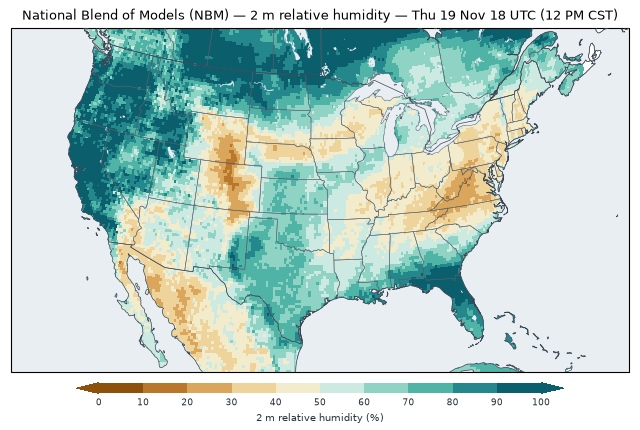 National Blend of Models (NBM) — 2 m relative humidity — Thu 19 Nov 18 UTC (12 PM CST)
0 10 20 30 40 50 60 70 80 90 100
2 m relative humidity (%)